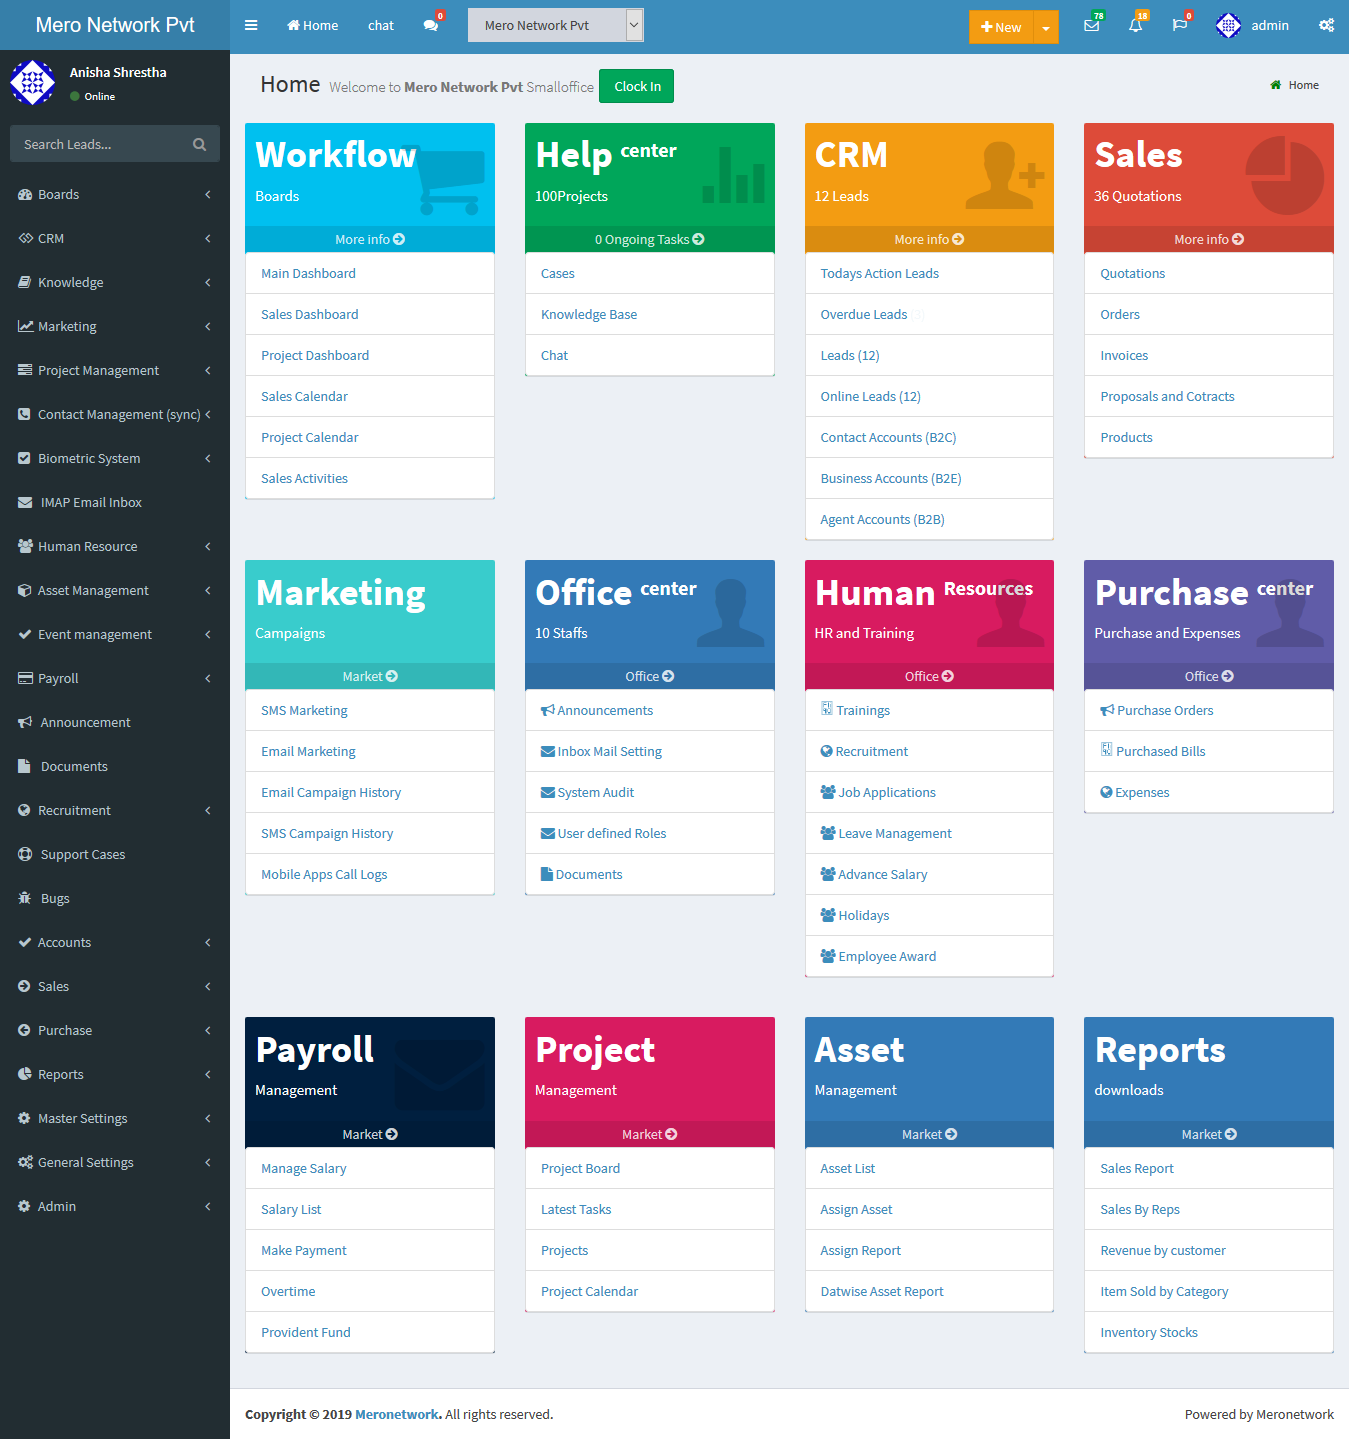 Mero Network Pvt
Home
chat
0
Mero Network Pvt
New
78
18
0
admin
Anisha Shrestha
Online
Search Leads...
Boards
CRM
Knowledge
Marketing
Project Management
Contact Management (sync)
Biometric System
IMAP Email Inbox
Human Resource
Asset Management
Event management
Payroll
Announcement
Documents
Recruitment
Support Cases
Bugs
Accounts
Sales
Purchase
Reports
Master Settings
General Settings
Admin
Home Welcome to Mero Network Pvt Smalloffice Clock In
Home
Workflow
Boards
More info
Main Dashboard
Sales Dashboard
Project Dashboard
Sales Calendar
Project Calendar
Sales Activities
Help center
100Projects
0 Ongoing Tasks
Cases
Knowledge Base
Chat
CRM
12 Leads
More info
Todays Action Leads
Overdue Leads
Leads (12)
Online Leads (12)
Contact Accounts (B2C)
Business Accounts (B2E)
Agent Accounts (B2B)
Sales
36 Quotations
More info
Quotations
Orders
Invoices
Proposals and Cotracts
Products
Marketing
Campaigns
Market
SMS Marketing
Email Marketing
Email Campaign History
SMS Campaign History
Mobile Apps Call Logs
Office center
10 Staffs
Office
Announcements
Inbox Mail Setting
System Audit
User defined Roles
Documents
Human Resources
HR and Training
Office
Trainings
Recruitment
Job Applications
Leave Management
Advance Salary
Holidays
Employee Award
Purchase center
Purchase and Expenses
Office
Purchase Orders
Purchased Bills
Expenses
Payroll
Management
Market
Manage Salary
Salary List
Make Payment
Overtime
Provident Fund
Project
Management
Market
Project Board
Latest Tasks
Projects
Project Calendar
Asset
Management
Market
Asset List
Assign Asset
Assign Report
Datwise Asset Report
Reports
downloads
Market
Sales Report
Sales By Reps
Revenue by customer
Item Sold by Category
Inventory Stocks
Copyright © 2019 Meronetwork. All rights reserved.
Powered by Meronetwork